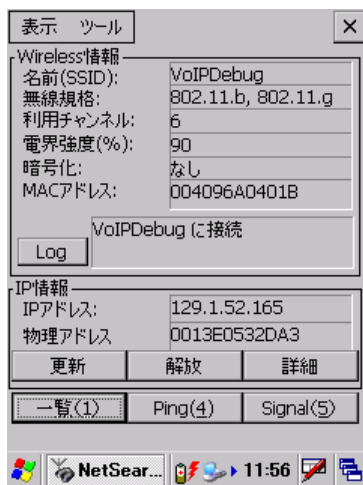 表示 ツール
Wireless情報
名前(SSID): VoIPDebug
無線規格: 802.11.b, 802.11.g
利用チャンネル: 6
電界強度(%): 90
暗号化: なし
MACアドレス: 004096A0401B
VoIPDebug に接続
Log
IP情報
IPアドレス: 129.1.52.165
物理アドレス 0013E0532DA3
更新 解放 詳細
一覧(1) Ping(4) Signal(5)
NetSear... 11:56